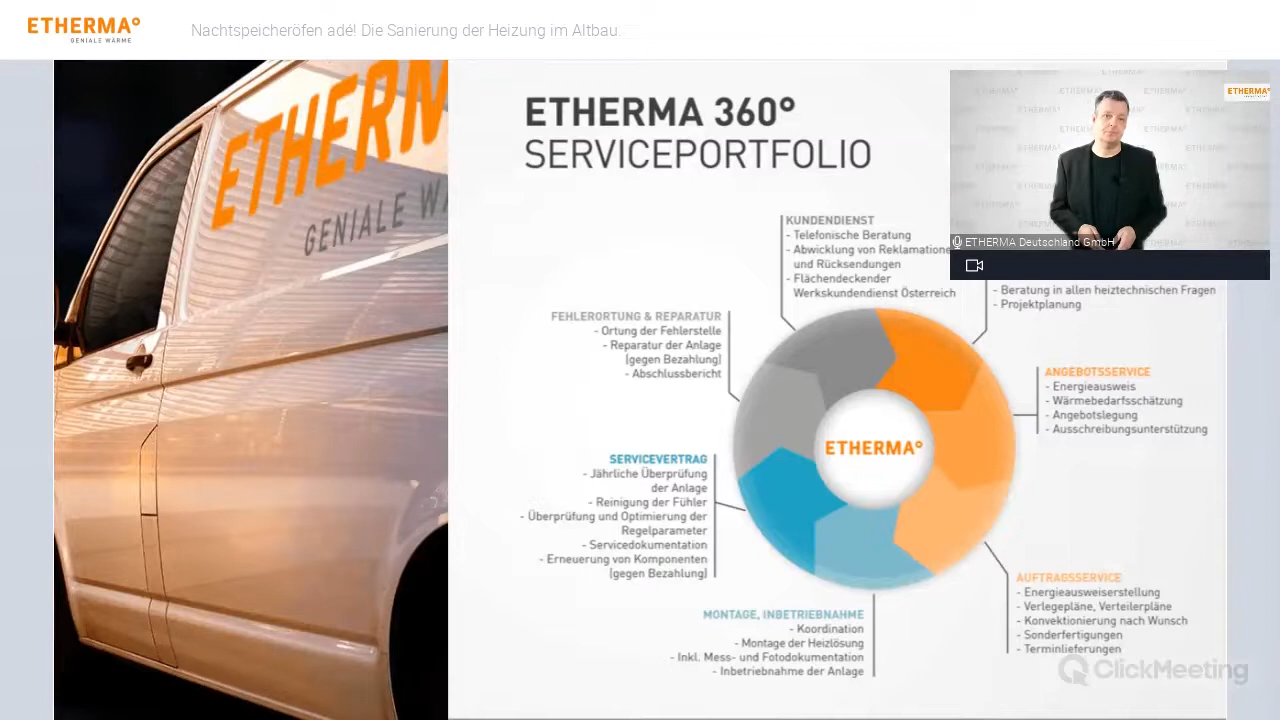 ETHERMA°
GENIALE WÄRME
Nachtspeicheröfen adé! Die Sanierung der Heizung im Altbau.
ETHERM
GENIALE W
ETHERMA 360°
SERVICEPORTFOLIO
ETHERMA°
ETHERMA Deutschland GmbH
KUNDENDIENST
- Telefonische Beratung
- Abwicklung von Reklamatione
und Rücksendungen
- Flächendeckender
Werkskundendienst Österreich
- Beratung in allen heiztechnischen Fragen
- Projektplanung
FEHLERORTUNG & REPARATUR
- Ortung der Fehlerstelle
- Reparatur der Anlage
(gegen Bezahlung)
- Abschlussbericht
ANGEBOTSSERVICE
- Energieausweis
- Wärmebedarfsschätzung
- Angebotslegung
- Ausschreibungsunterstützung
ETHERMA°
SERVICEVERTRAG
- Jährliche Überprüfung
der Anlage
- Reinigung der Fühler
- Überprüfung und Optimierung der
Regelparameter
- Servicedokumentation
- Erneuerung von Komponenten
(gegen Bezahlung)
AUFTRAGSSERVICE
- Energieausweiserstellung
- Verlegepläne, Verteilerpläne
- Konvektionierung nach Wunsch
- Sonderfertigungen
- Terminlieferungen
MONTAGE, INBETRIEBNAHME
- Koordination
- Montage der Heizlösung
- Inkl. Mess- und Fotodokumentation
- Inbetriebnahme der Anlage
ClickMeeting